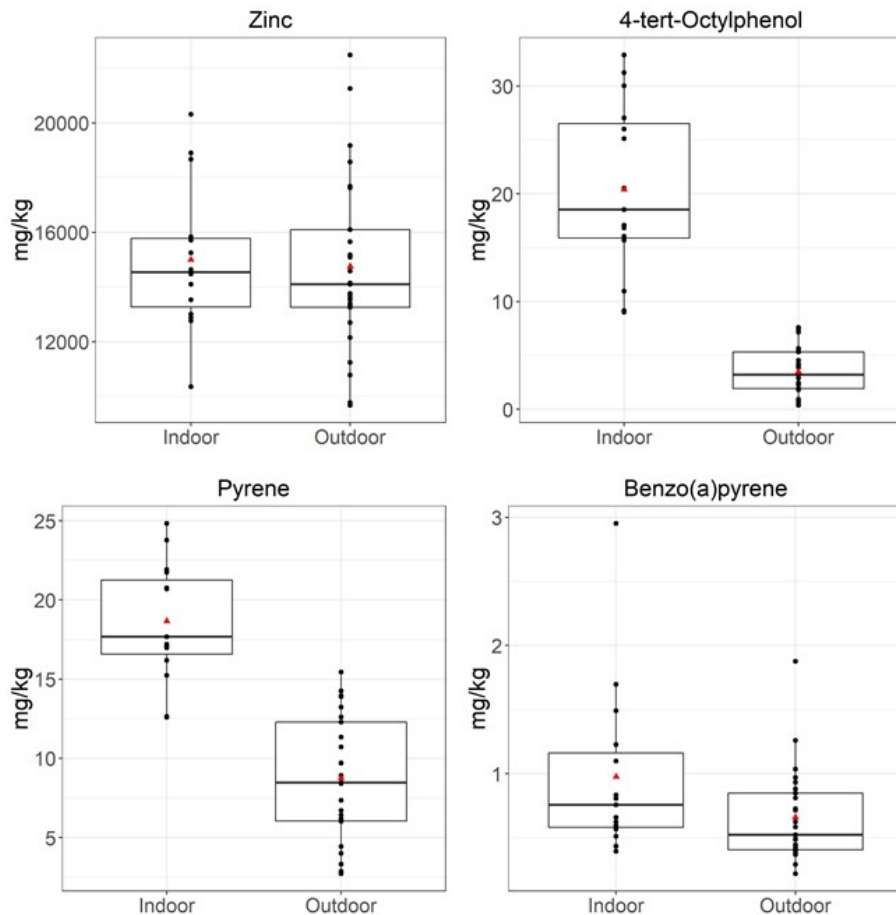 Zinc
mg/kg
20000
16000
12000
Indoor Outdoor
4-tert-Octylphenol
mg/kg
30
20
10
0
Indoor Outdoor
Pyrene
mg/kg
25
20
15
10
5
Indoor Outdoor
Benzo(a)pyrene
mg/kg
3
2
1
Indoor Outdoor